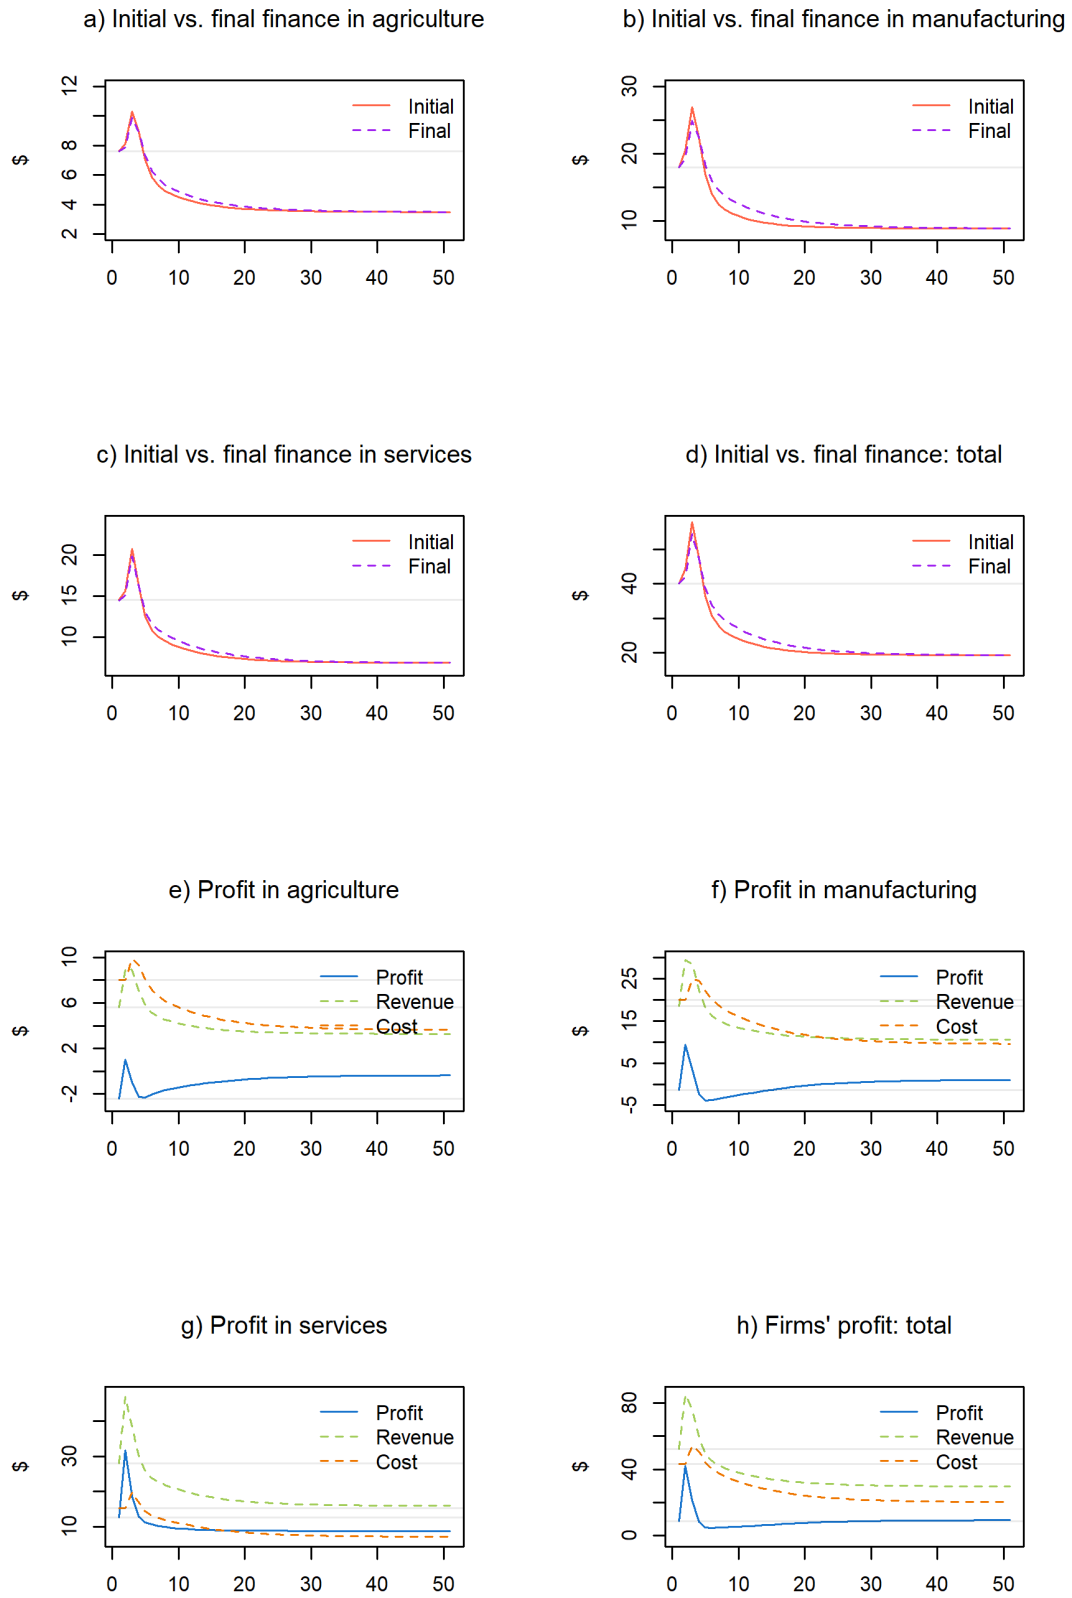 a) Initial vs. final finance in agriculture
12
8
6
4
2
$
Initial
Final
0 10 20 30 40 50
b) Initial vs. final finance in manufacturing
30
20
10
$
Initial
Final
0 10 20 30 40 50
c) Initial vs. final finance in services
20
15
10
$
Initial
Final
0 10 20 30 40 50
d) Initial vs. final finance: total
40
20
$
Initial
Final
0 10 20 30 40 50
e) Profit in agriculture
10
6
2
-2
$
Profit
Revenue
Cost
0 10 20 30 40 50
f) Profit in manufacturing
25
15
5
-5
$
Profit
Revenue
Cost
0 10 20 30 40 50
g) Profit in services
30
10
$
Profit
Revenue
Cost
0 10 20 30 40 50
h) Firms' profit: total
80
40
0
$
Profit
Revenue
Cost
0 10 20 30 40 50